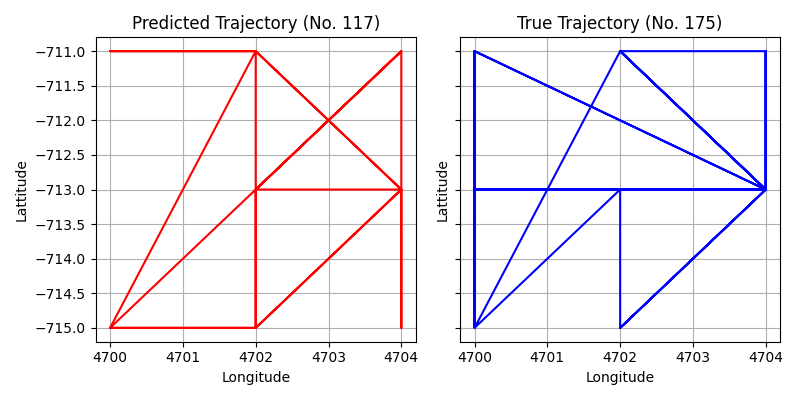 Predicted Trajectory (No. 117)
True Trajectory (No. 175)
Lattitude
−711.0
−711.5
−712.0
−712.5
−713.0
−713.5
−714.0
−714.5
−715.0
4700 4701 4702 4703 4704
Longitude
Lattitude
4700 4701 4702 4703 4704
Longitude